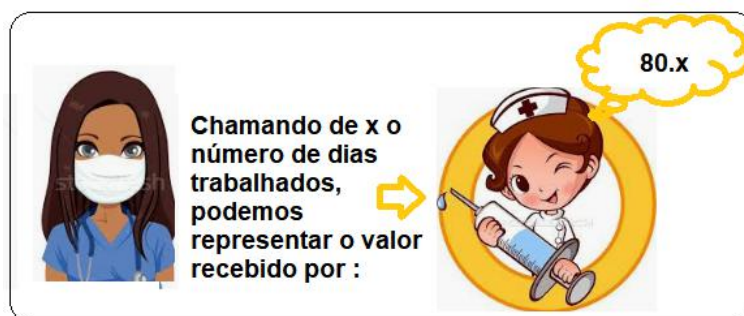 80.x
Chamando de x o
número de dias
trabalhados,
podemos
representar o valor
recebido por :